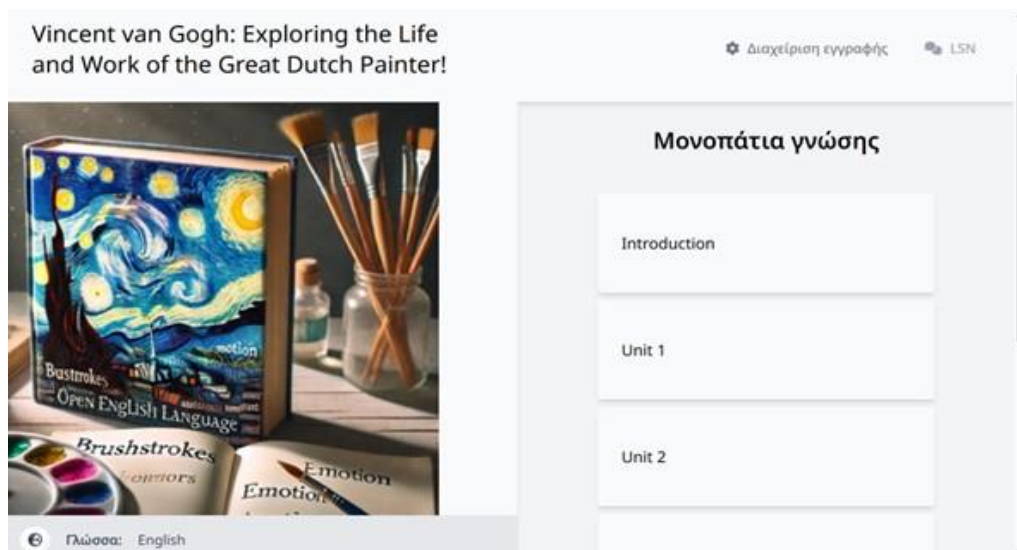 Vincent van Gogh: Exploring the Life
and Work of the Great Dutch Painter!
Διαχείριση εγγραφής
LSN
motion
Bustrrokes
OPEN ENGLISH LANGUAGE
Brushstrokes
Emotion
Emotion
Γλώσσα: English
Μονοπάτια γνώσης
Introduction
Unit 1
Unit 2